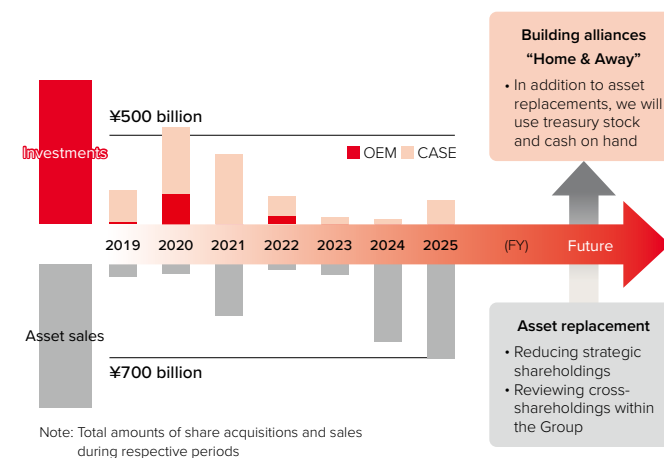 Building alliances
“Home & Away”
• In addition to asset
replacements, we will
use treasury stock
and cash on hand
¥500 billion
Investments
OEM
CASE
2019 2020 2021 2022 2023 2024 2025 (FY) Future
Asset sales
¥700 billion
Asset replacement
• Reducing strategic
shareholdings
• Reviewing cross-
shareholdings within
the Group
Note: Total amounts of share acquisitions and sales
during respective periods